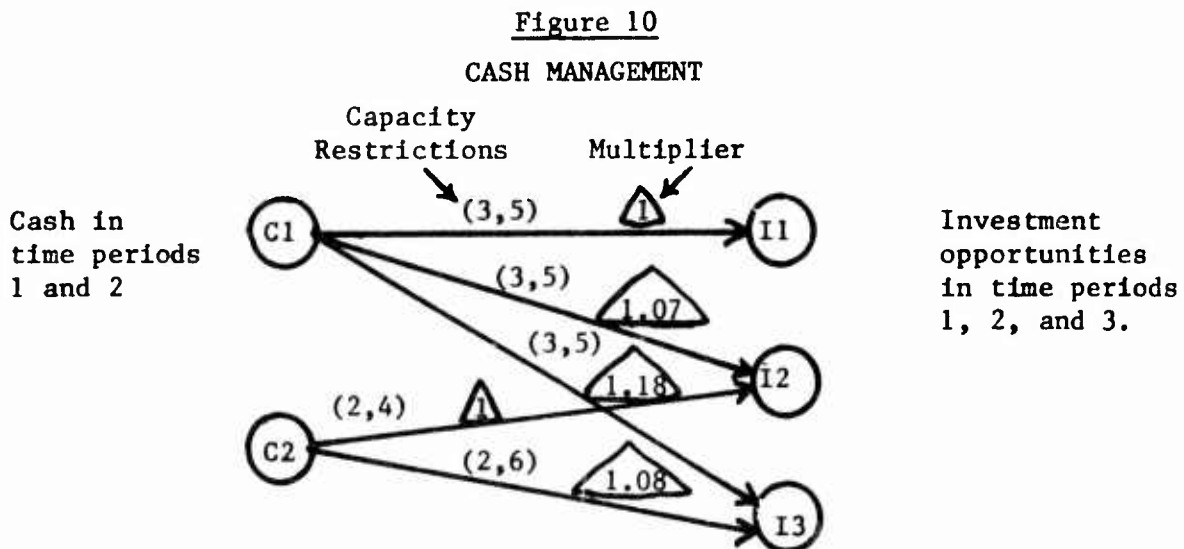 Figure 10
CASH MANAGEMENT
Capacity
Restrictions
Multiplier
Cash in
time periods
1 and 2
C1
(3,5)
1
I1
(3,5)
1.07
(3,5)
1.18
I2
(2,4)
1
C2
(2,6)
1.08
I3
Investment
opportunities
in time periods
1, 2, and 3.